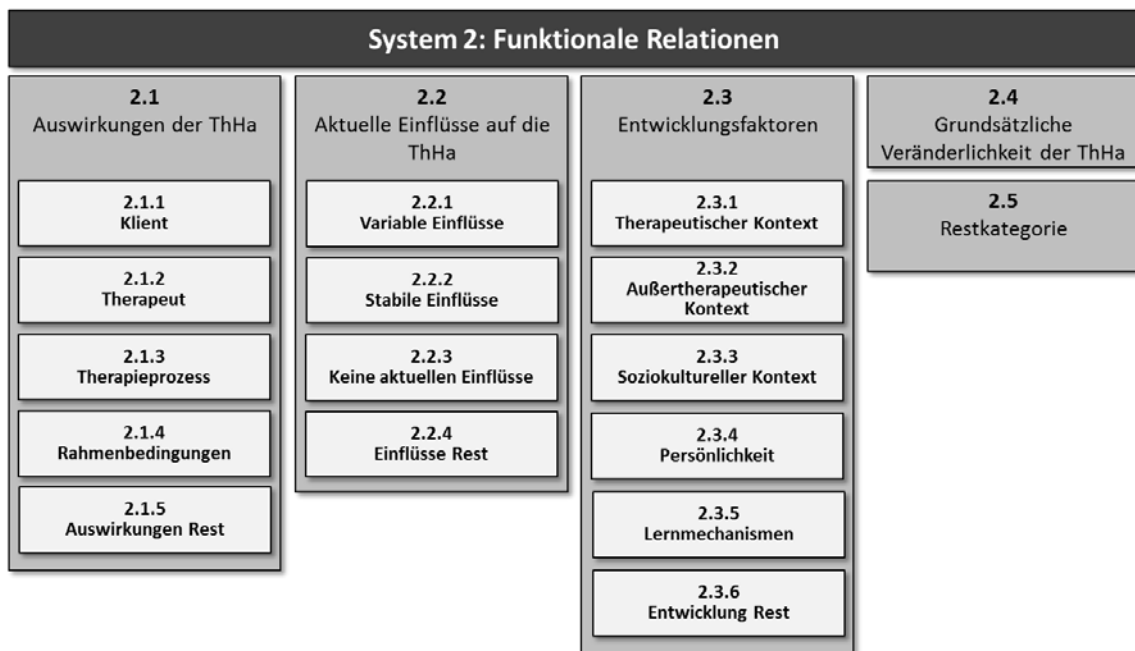 System 2: Funktionale Relationen
2.1
Auswirkungen der ThHa
2.1.1
Klient
2.1.2
Therapeut
2.1.3
Therapieprozess
2.1.4
Rahmenbedingungen
2.1.5
Auswirkungen Rest
2.2
Aktuelle Einflüsse auf die
ThHa
2.2.1
Variable Einflüsse
2.2.2
Stabile Einflüsse
2.2.3
Keine aktuellen Einflüsse
2.2.4
Einflüsse Rest
2.3
Entwicklungsfaktoren
2.3.1
Therapeutischer Kontext
2.3.2
Außertherapeutischer
Kontext
2.3.3
Soziokultureller Kontext
2.3.4
Persönlichkeit
2.3.5
Lernmechanismen
2.3.6
Entwicklung Rest
2.4
Grundsätzliche
Veränderlichkeit der ThHa
2.5
Restkategorie